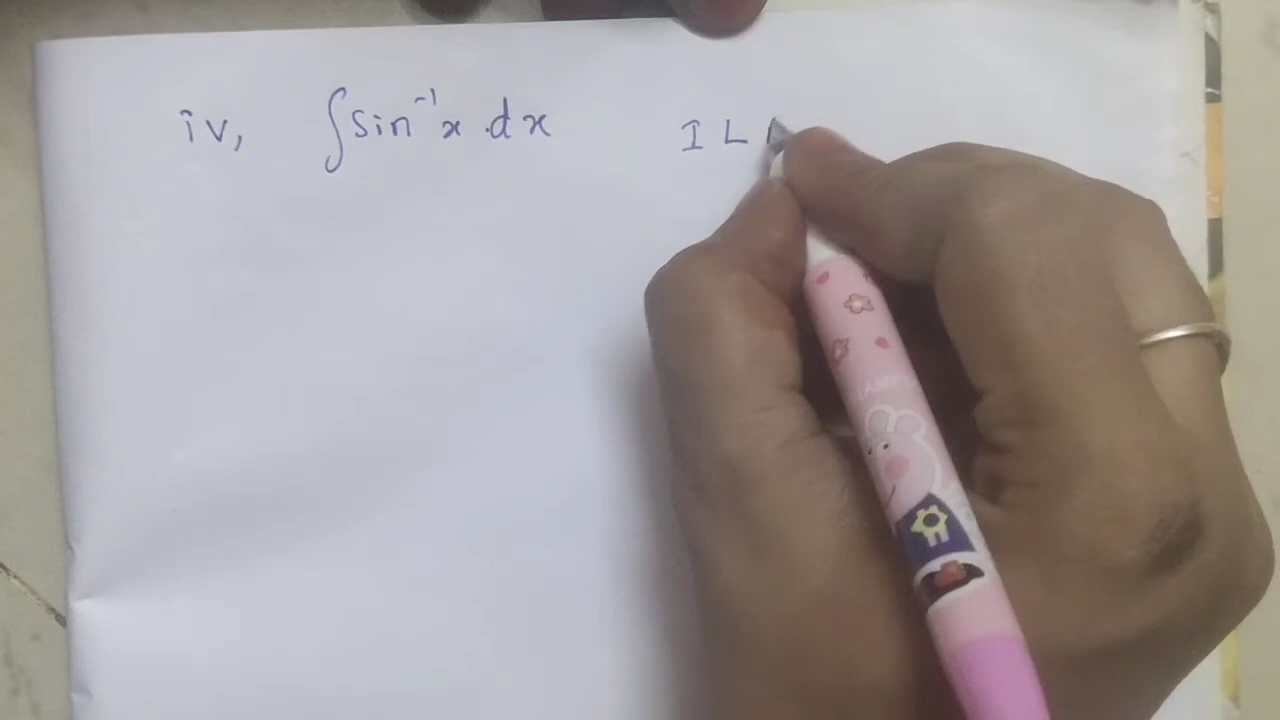 iv, ∫sin⁻¹x .dx I L